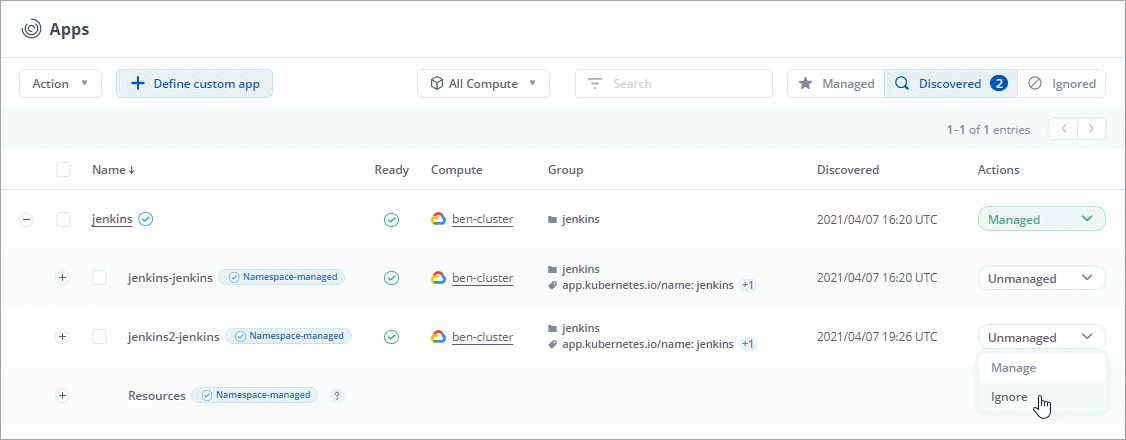 Apps
Action
+ Define custom app
All Compute
Search
Managed
Discovered 2
Ignored
1–1 of 1 entries
Name Ready Compute Group Discovered Actions
jenkins ben-cluster jenkins 2021/04/07 16:20 UTC Managed
jenkins-jenkins Namespace-managed ben-cluster jenkins 2021/04/07 16:20 UTC Unmanaged
app.kubernetes.io/name: jenkins +1
jenkins2-jenkins Namespace-managed ben-cluster jenkins 2021/04/07 19:26 UTC Unmanaged
app.kubernetes.io/name: jenkins +1
Manage
Resources Namespace-managed ?
Ignore